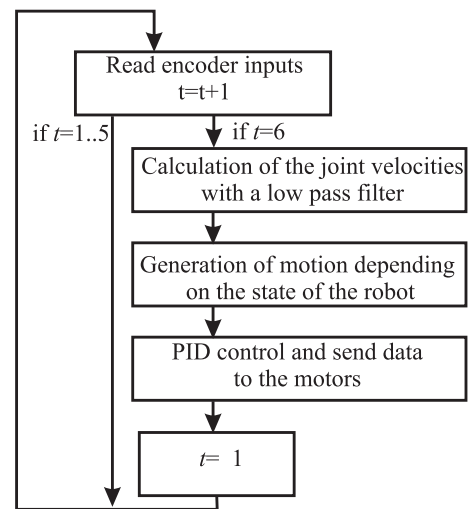 Read encoder inputs
t=t+1
if t=1..5
if t=6
Calculation of the joint velocities
with a low pass filter
Generation of motion depending
on the state of the robot
PID control and send data
to the motors
t= 1